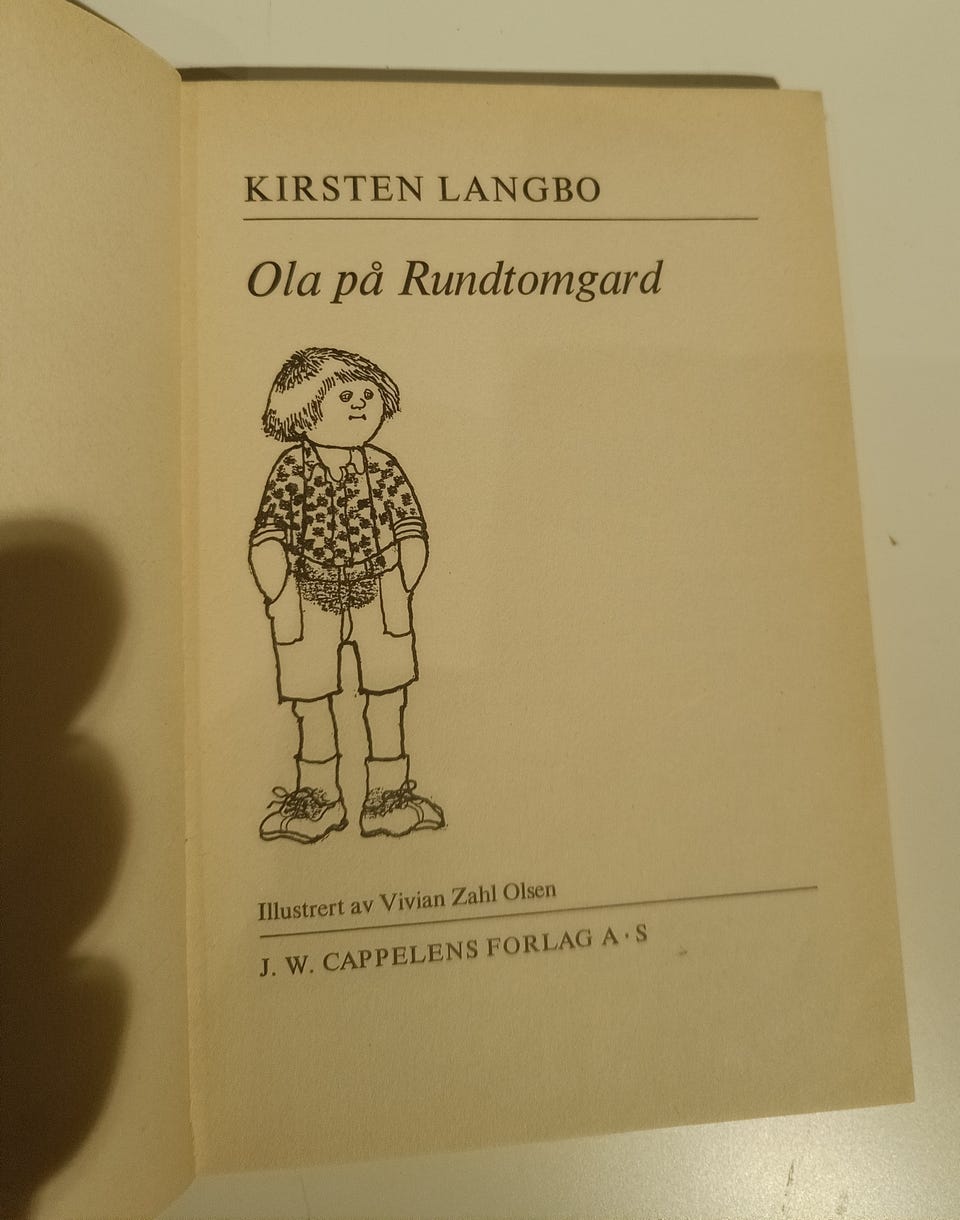 KIRSTEN LANGBO
Ola på Rundtomgard
Illustrert av Vivian Zahl Olsen
J. W. CAPPELENS FORLAG A·S